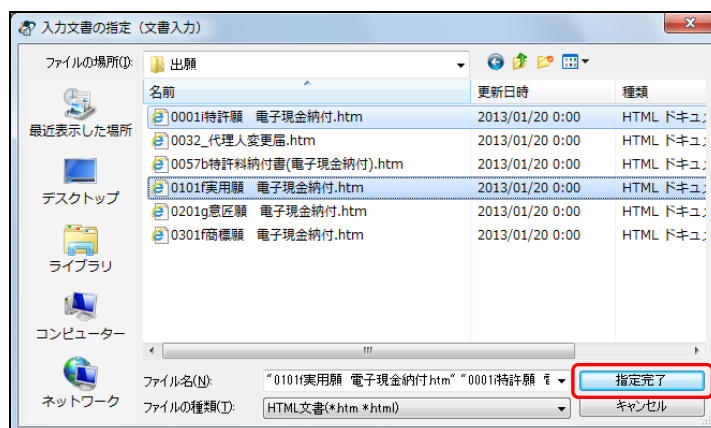 入力文書の指定（文書入力）
ファイルの場所(I): 出願
名前 更新日時 種類
0001i特許願　電子現金納付.htm 2013/01/20 0:00 HTML ドキュ
0032_代理人変更届.htm 2013/01/20 0:00 HTML ドキュ
0057b特許料納付書(電子現金納付).htm 2013/01/20 0:00 HTML ドキュ
0101f実用願　電子現金納付.htm 2013/01/20 0:00 HTML ドキュ
0201g意匠願　電子現金納付.htm 2013/01/20 0:00 HTML ドキュ
0301f商標願　電子現金納付.htm 2013/01/20 0:00 HTML ドキュ
最近表示した場所
デスクトップ
ライブラリ
コンピューター
ネットワーク
ファイル名(N): "0101f実用願　電子現金納付.htm" "0001i特許願 指定完了
ファイルの種類(T): HTML文書(*htm *html) キャンセル